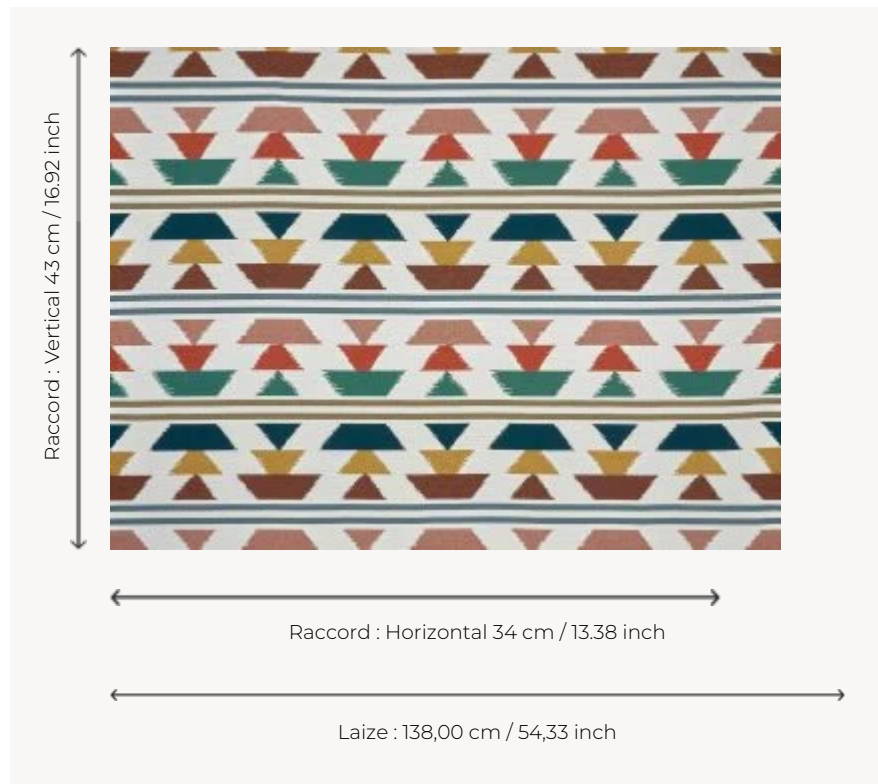 Raccord : Vertical 43 cm / 16.92 inch
Raccord : Horizontal 34 cm / 13.38 inch
Laize : 138,00 cm / 54,33 inch